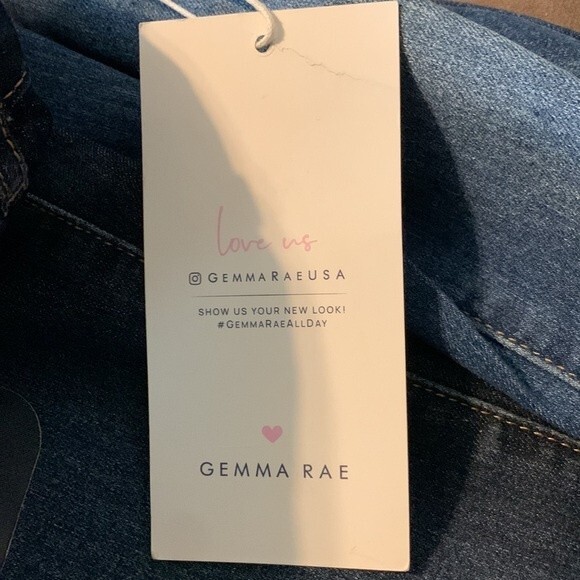 love us
GEMMARAEUSA
SHOW US YOUR NEW LOOK!
#GEMMARAEALLDAY
GEMMA RAE